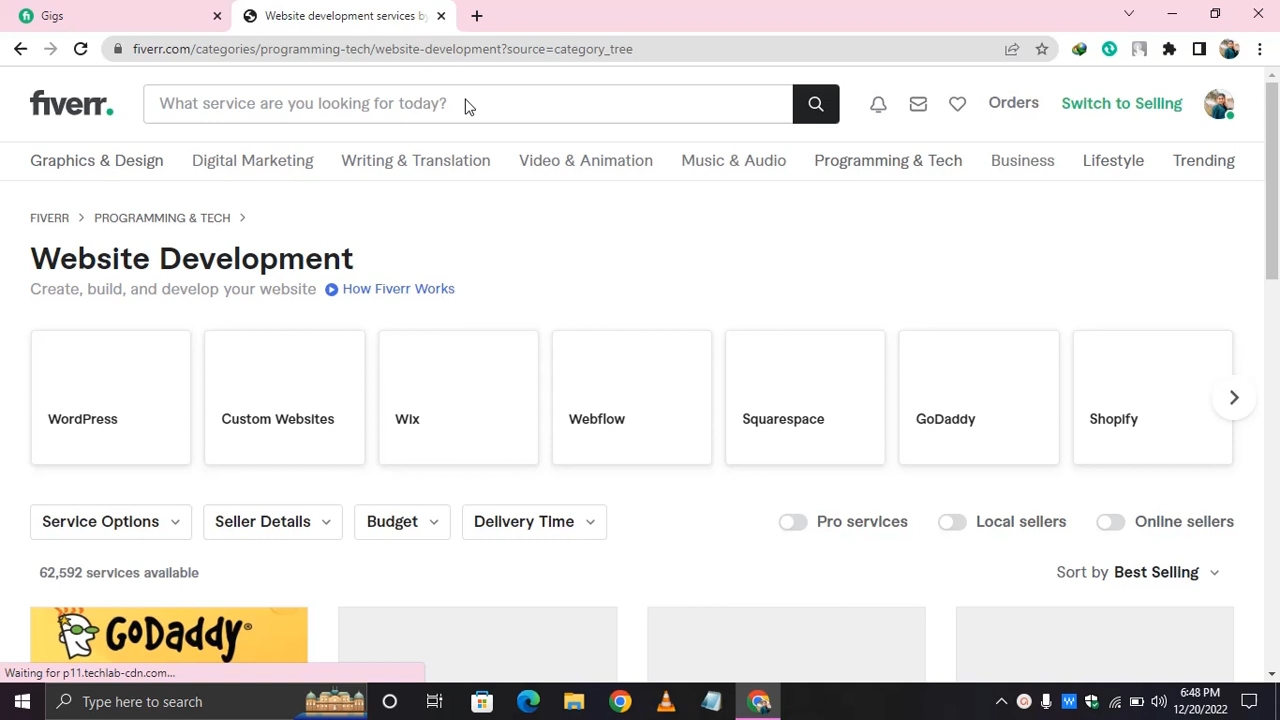 Gigs
Website development services by
fiverr.com/categories/programming-tech/website-development?source=category_tree
fiverr.
What service are you looking for today?
Orders
Switch to Selling
Graphics & Design
Digital Marketing
Writing & Translation
Video & Animation
Music & Audio
Programming & Tech
Business
Lifestyle
Trending
FIVERR
PROGRAMMING & TECH
Website Development
Create, build, and develop your website
How Fiverr Works
WordPress
Custom Websites
Wix
Webflow
Squarespace
GoDaddy
Shopify
Service Options
Seller Details
Budget
Delivery Time
Pro services
Local sellers
Online sellers
62,592 services available
Sort by Best Selling
GoDaddy
Waiting for p11.techlab-cdn.com...
Type here to search
6:48 PM
12/20/2022